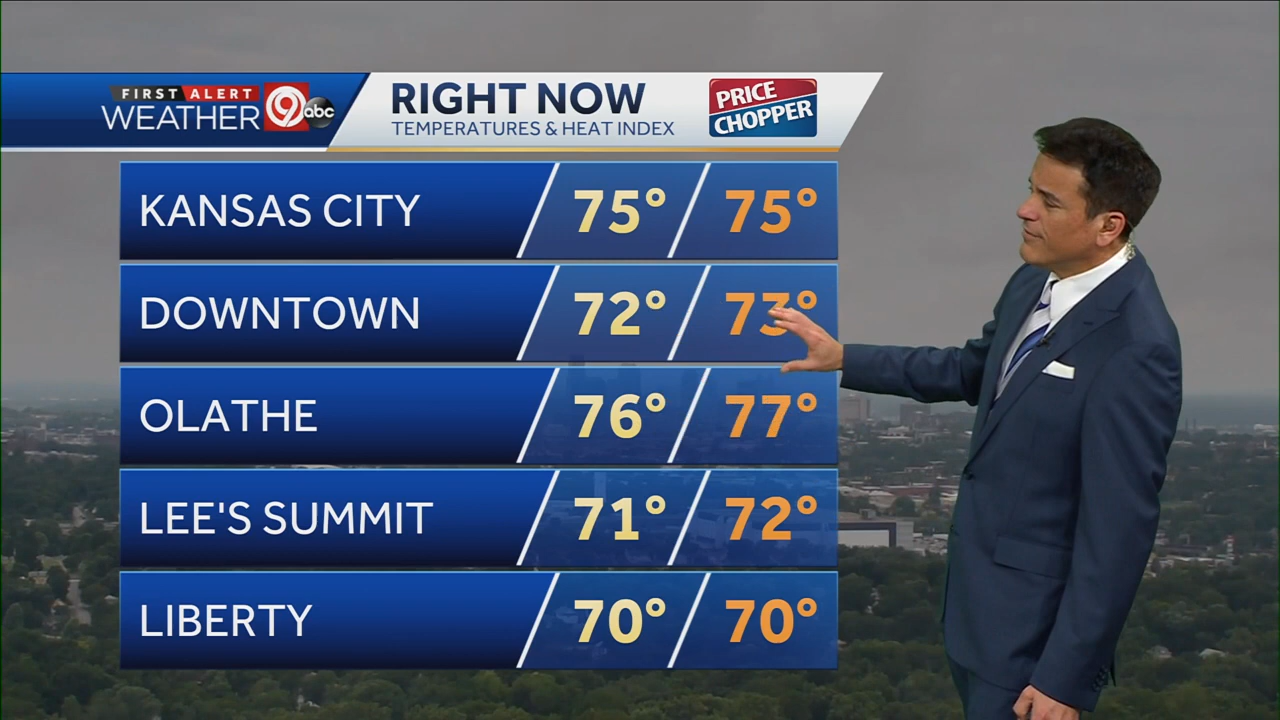 FIRST ALERT
WEATHER 9 abc
RIGHT NOW
TEMPERATURES & HEAT INDEX
PRICE
CHOPPER
KANSAS CITY 75° 75°
DOWNTOWN 72° 73°
OLATHE 76° 77°
LEE'S SUMMIT 71° 72°
LIBERTY 70° 70°